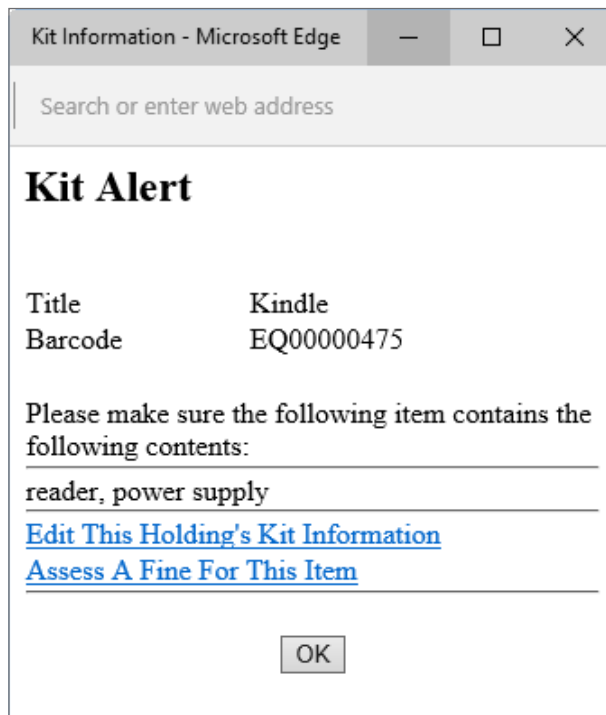 Kit Information - Microsoft Edge
Search or enter web address
Kit Alert
Title Kindle
Barcode EQ00000475
Please make sure the following item contains the
following contents:
reader, power supply
Edit This Holding's Kit Information
Assess A Fine For This Item
OK